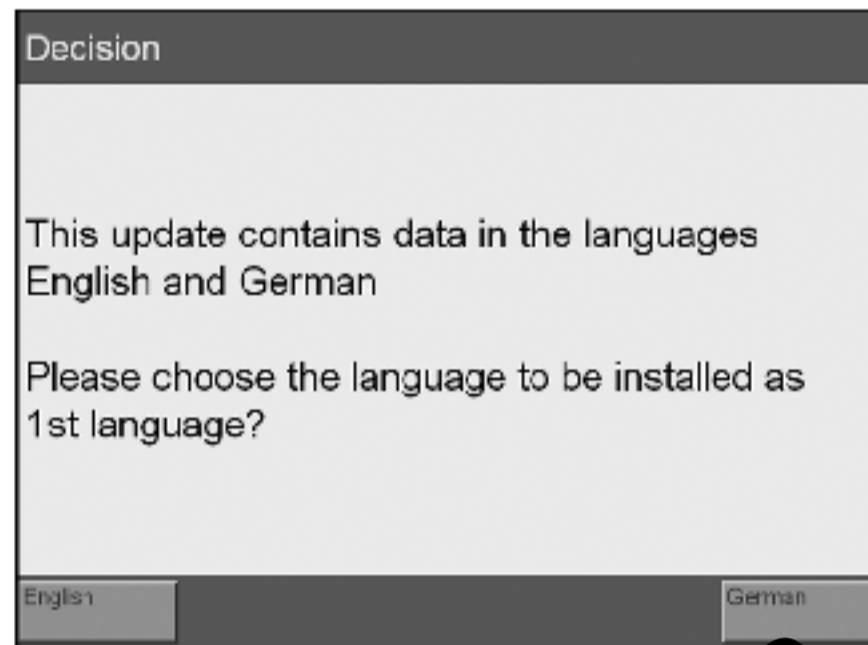 Decision
This update contains data in the languages
English and German
Please choose the language to be installed as
1st language?
English
German